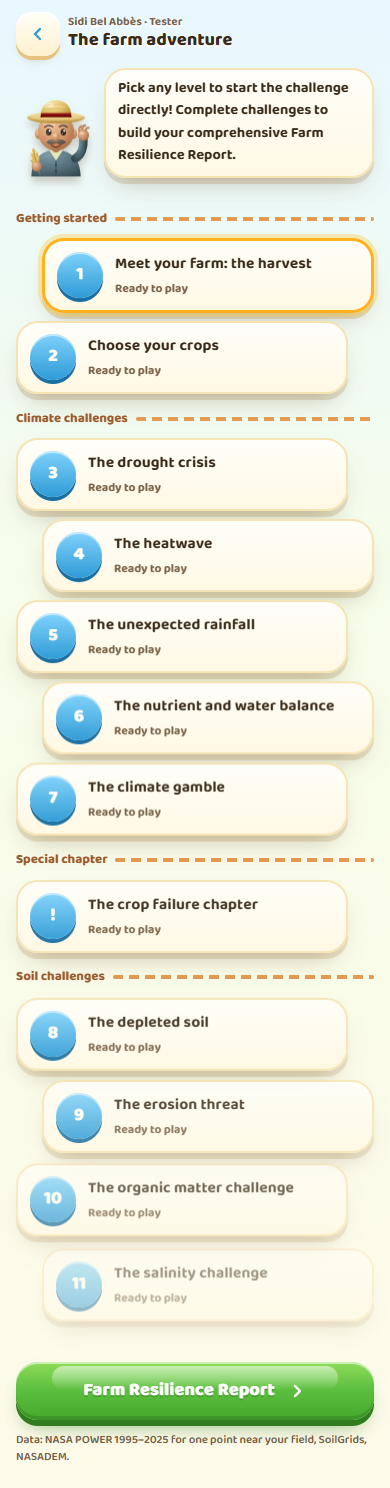 Sidi Bel Abbès · Tester
The farm adventure
Pick any level to start the challenge
directly! Complete challenges to
build your comprehensive Farm
Resilience Report.
Getting started
1
Meet your farm: the harvest
Ready to play
2
Choose your crops
Ready to play
Climate challenges
3
The drought crisis
Ready to play
4
The heatwave
Ready to play
5
The unexpected rainfall
Ready to play
6
The nutrient and water balance
Ready to play
7
The climate gamble
Ready to play
Special chapter
!
The crop failure chapter
Ready to play
Soil challenges
8
The depleted soil
Ready to play
9
The erosion threat
Ready to play
10
The organic matter challenge
Ready to play
11
The salinity challenge
Ready to play
Farm Resilience Report
Data: NASA POWER 1995–2025 for one point near your field, SoilGrids,
NASADEM.